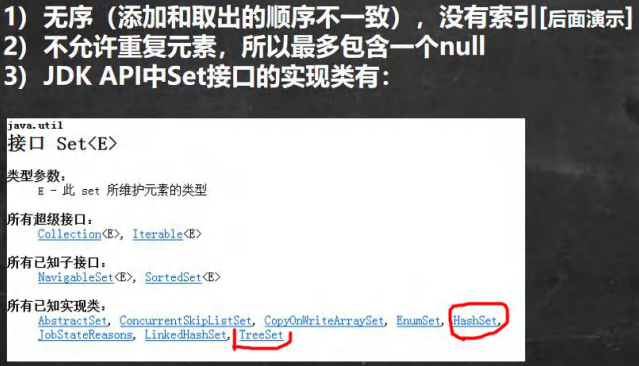 1）无序（添加和取出的顺序不一致），没有索引[后面演示]
2）不允许重复元素，所以最多包含一个null
3）JDK API中Set接口的实现类有：
java.util
接口 Set<E>
类型参数：
E - 此 set 所维护元素的类型
所有超级接口：
Collection<E>, Iterable<E>
所有已知子接口：
NavigableSet<E>, SortedSet<E>
所有已知实现类：
AbstractSet, ConcurrentSkipListSet, CopyOnWriteArraySet, EnumSet, HashSet,
JobStateReasons, LinkedHashSet, TreeSet